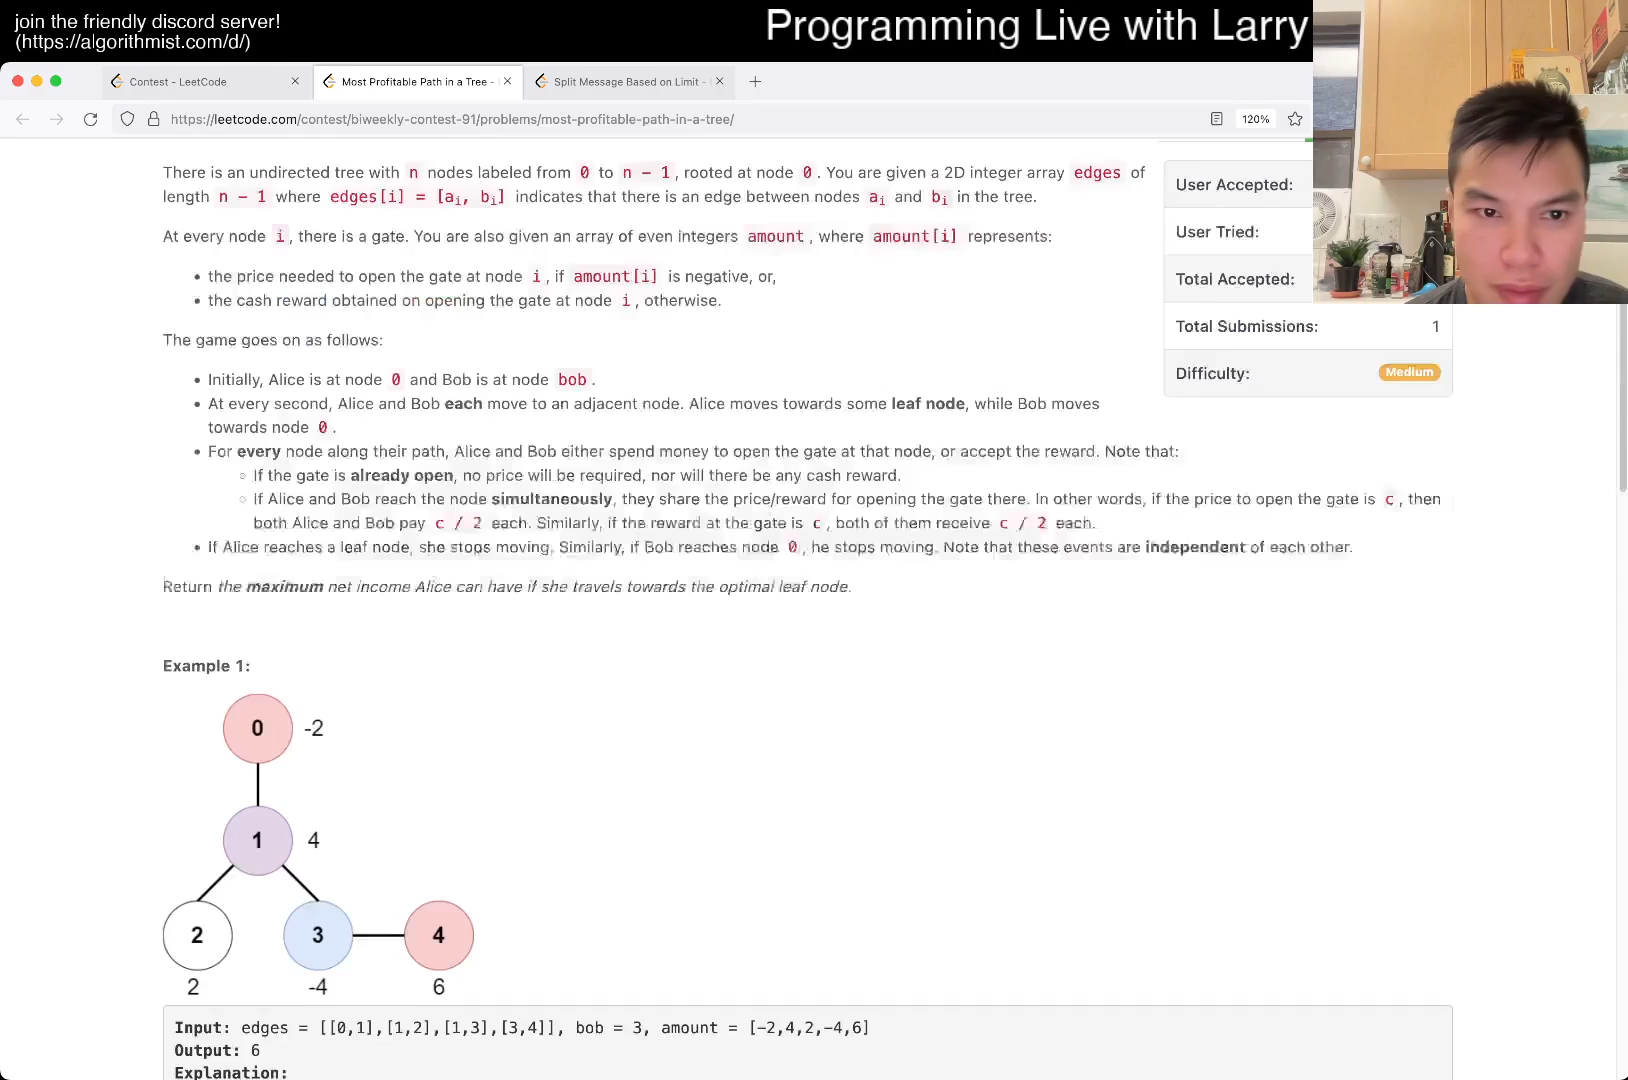 join the friendly discord server!
(https://algorithmist.com/d/)
Programming Live with Larry
Contest - LeetCode
Most Profitable Path in a Tree -
Split Message Based on Limit -
https://leetcode.com/contest/biweekly-contest-91/problems/most-profitable-path-in-a-tree/
120%
There is an undirected tree with n nodes labeled from 0 to n - 1, rooted at node 0. You are given a 2D integer array edges of
length n - 1 where edges[i] = [ai, bi] indicates that there is an edge between nodes ai and bi in the tree.
At every node i, there is a gate. You are also given an array of even integers amount, where amount[i] represents:
• the price needed to open the gate at node i, if amount[i] is negative, or,
• the cash reward obtained on opening the gate at node i, otherwise.
The game goes on as follows:
• Initially, Alice is at node 0 and Bob is at node bob.
• At every second, Alice and Bob each move to an adjacent node. Alice moves towards some leaf node, while Bob moves
towards node 0.
• For every node along their path, Alice and Bob either spend money to open the gate at that node, or accept the reward. Note that:
◦ If the gate is already open, no price will be required, nor will there be any cash reward.
◦ If Alice and Bob reach the node simultaneously, they share the price/reward for opening the gate there. In other words, if the price to open the gate is c, then
both Alice and Bob pay c / 2 each. Similarly, if the reward at the gate is c, both of them receive c / 2 each.
• If Alice reaches a leaf node, she stops moving. Similarly, if Bob reaches node 0, he stops moving. Note that these events are independent of each other.
Return the maximum net income Alice can have if she travels towards the optimal leaf node.
User Accepted:
User Tried:
Total Accepted:
Total Submissions: 1
Difficulty: Medium
Example 1:
0 -2
1 4
2 3 4
2 -4 6
Input: edges = [[0,1],[1,2],[1,3],[3,4]], bob = 3, amount = [-2,4,2,-4,6]
Output: 6
Explanation: